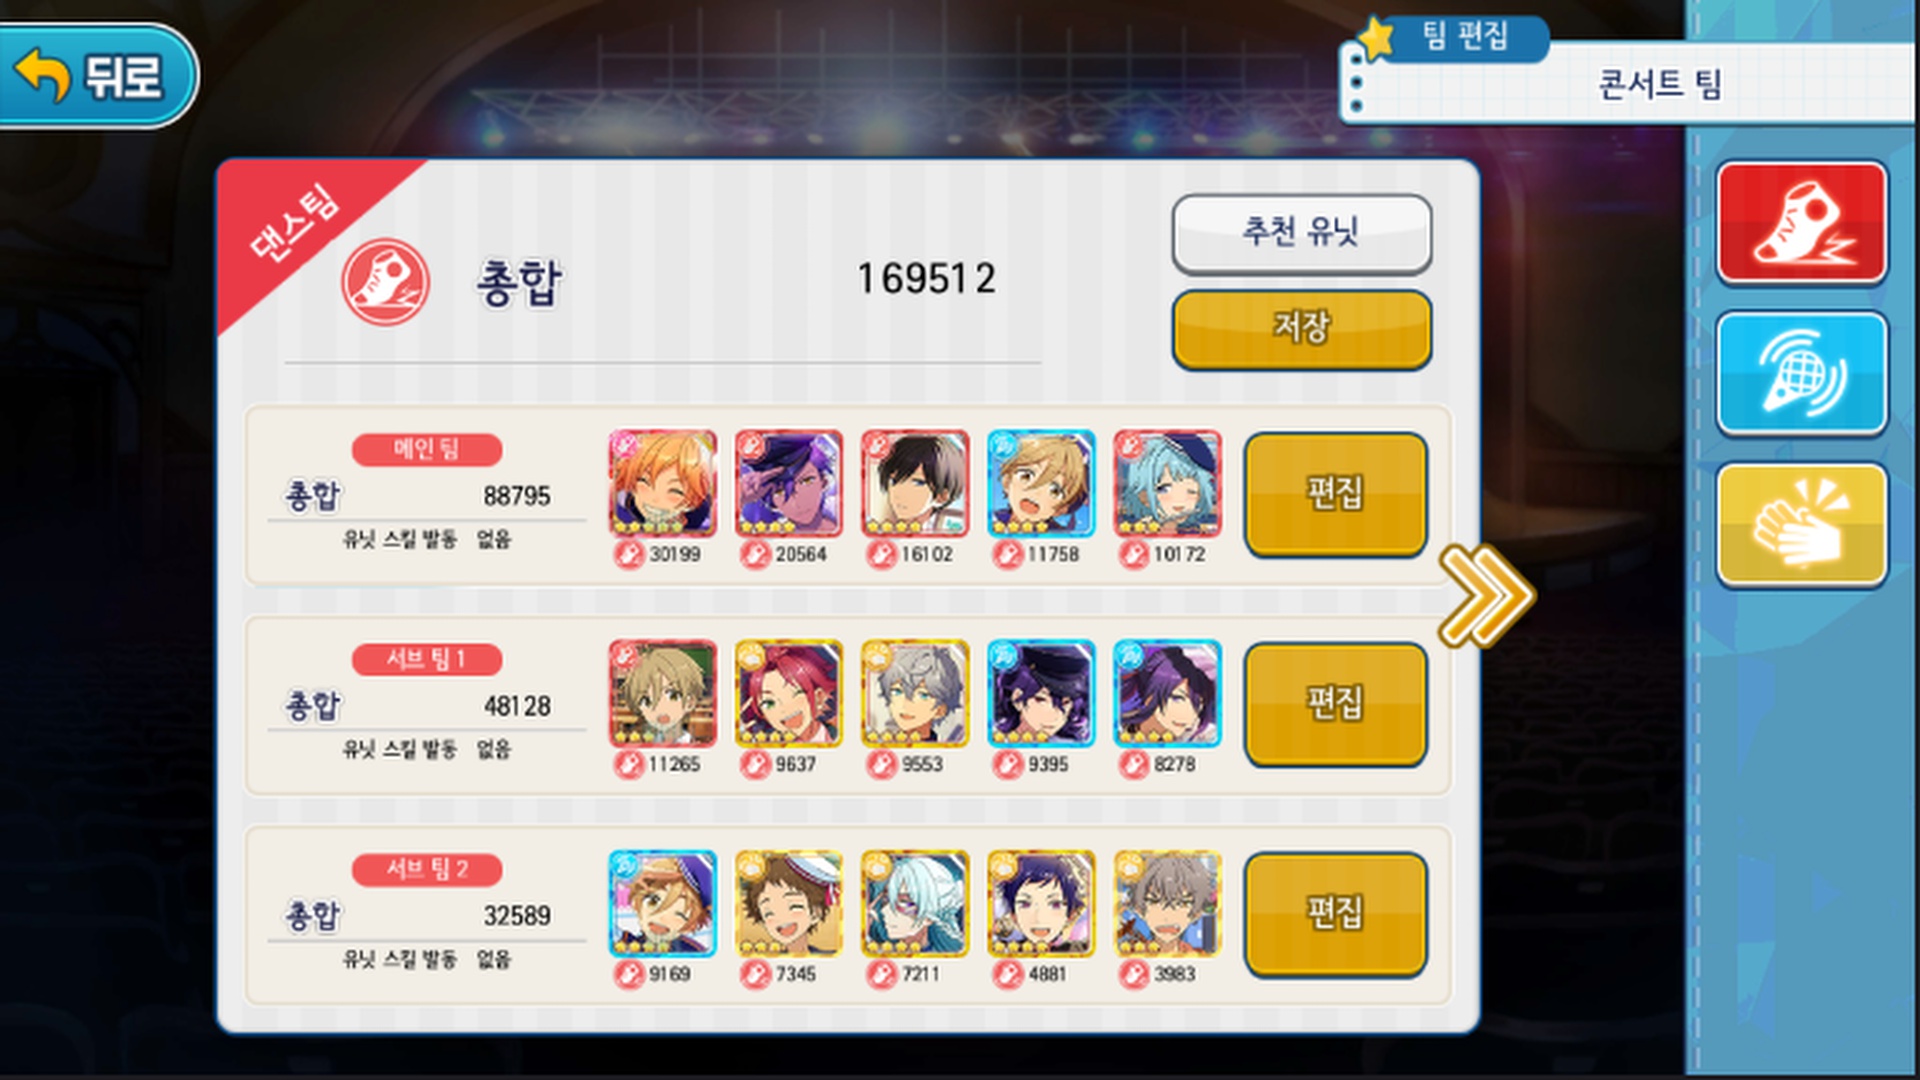 뒤로
팀 편집
콘서트 팀
댄스팀
총합 169512
추천 유닛
저장
메인 팀
총합 88795
유닛 스킬 발동 없음
30199 20564 16102 11758 10172
편집
서브 팀 1
총합 48128
유닛 스킬 발동 없음
11265 9637 9553 9395 8278
편집
서브 팀 2
총합 32589
유닛 스킬 발동 없음
9169 7345 7211 4881 3983
편집